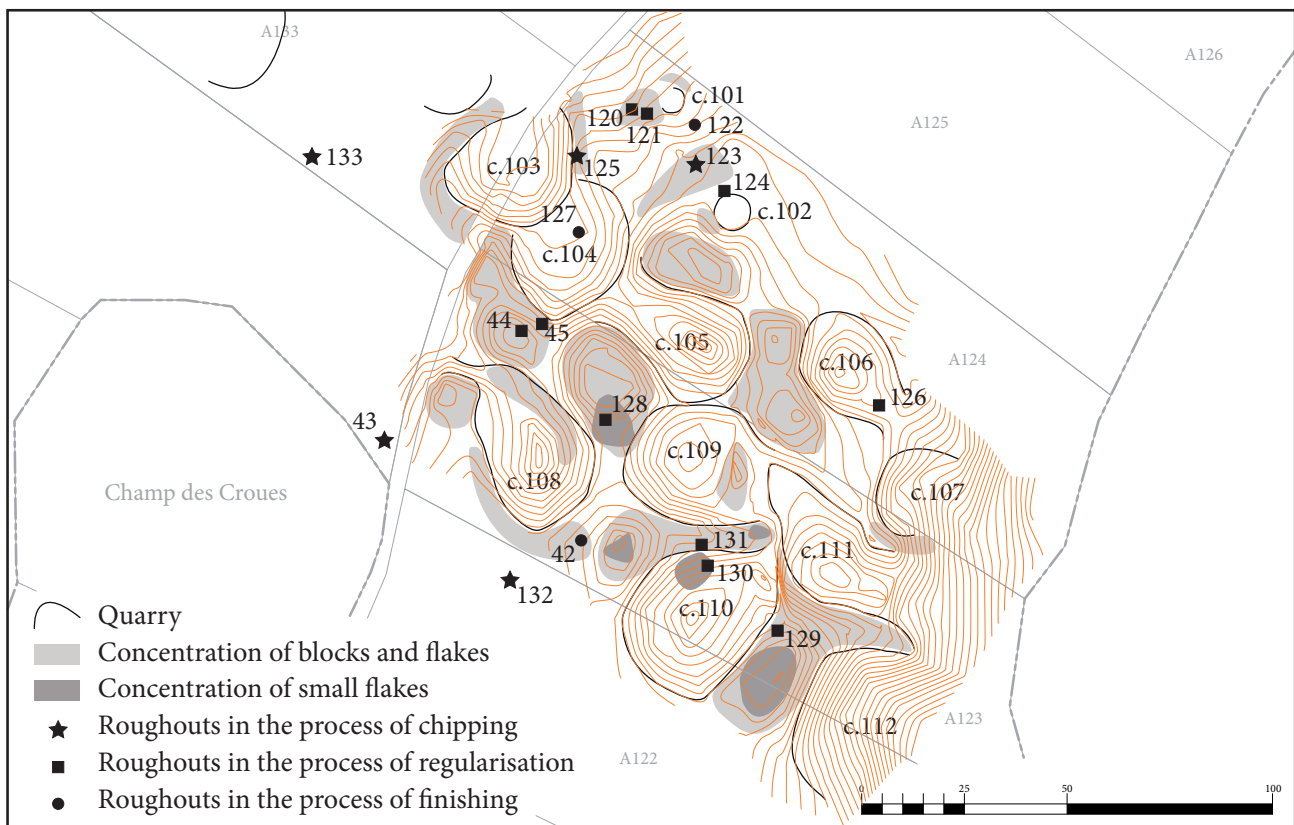 A133
A126
A125
c.101
120
121
122
133
c.103
125
123
124
c.102
127
c.104
44
45
c.105
c.106
A124
126
43
128
c.109
c.108
c.107
Champ des Croues
42
131
c.111
130
132
c.110
129
Quarry
Concentration of blocks and flakes
Concentration of small flakes
Roughouts in the process of chipping
Roughouts in the process of regularisation
Roughouts in the process of finishing
c.112
A123
A122
0 25 50 100